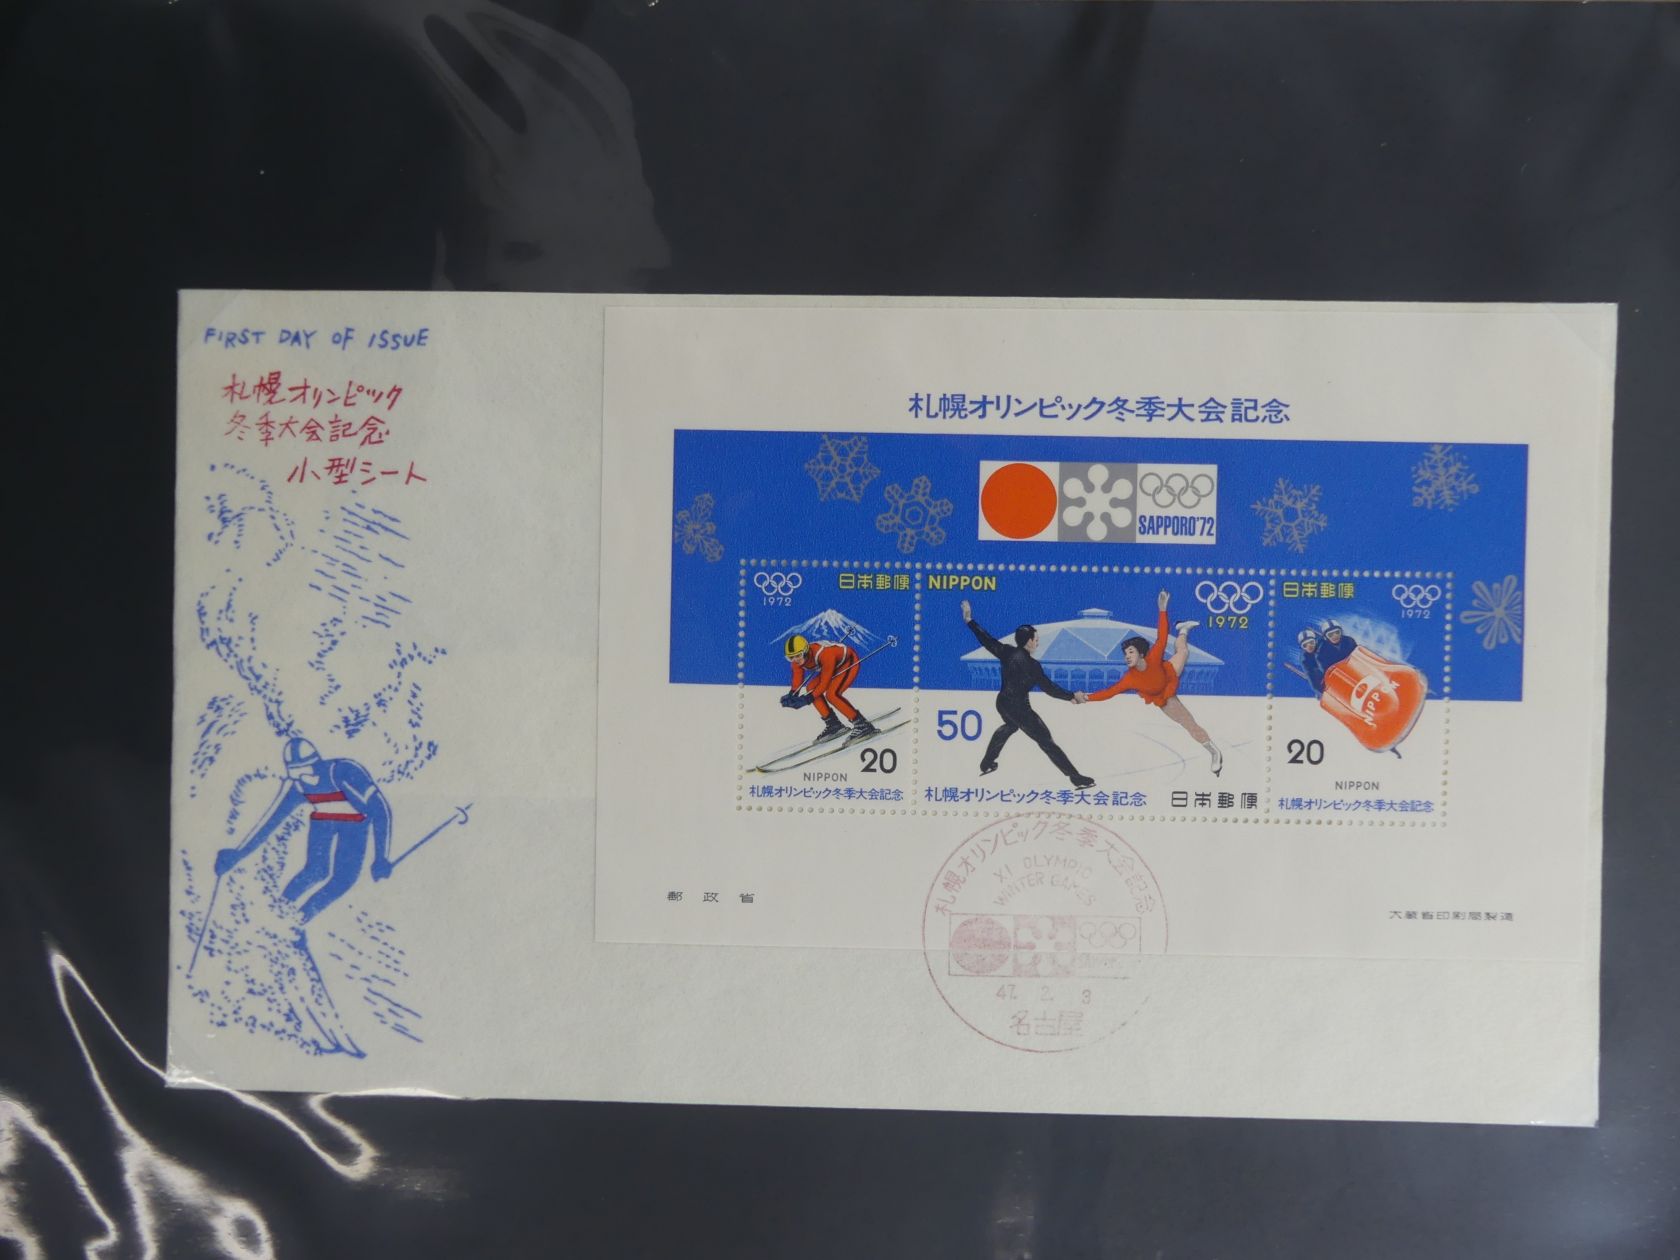 FIRST DAY OF ISSUE
札幌オリンピック
冬季大会記念
小型シート
札幌オリンピック冬季大会記念
SAPPORO'72
1972
日本郵便
20
NIPPON
札幌オリンピック冬季大会記念
NIPPON
1972
50
札幌オリンピック冬季大会記念 日本郵便
日本郵便
1972
NIPPON
20
NIPPON
札幌オリンピック冬季大会記念
郵政省
大蔵省印刷局製造
札幌オリンピック冬季大会記念
XI OLYMPIC
WINTER GAMES
47. 2. 3
名古屋